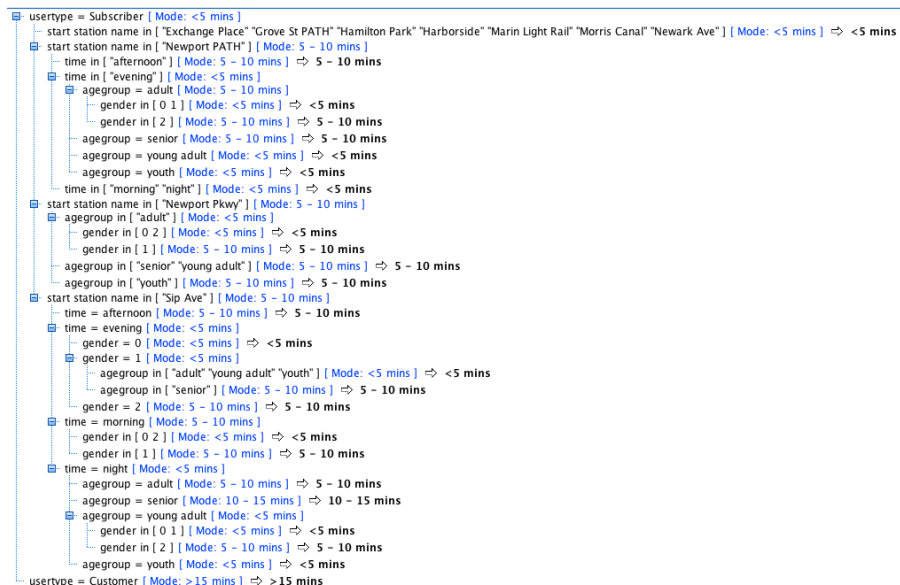 usertype = Subscriber [ Mode: <5 mins ]
start station name in [ "Exchange Place" "Grove St PATH" "Hamilton Park" "Harborside" "Marin Light Rail" "Morris Canal" "Newark Ave" ] [ Mode: <5 mins ] ⇨ <5 mins
start station name in [ "Newport PATH" ] [ Mode: 5 - 10 mins ]
time in [ "afternoon" ] [ Mode: 5 - 10 mins ] ⇨ 5 - 10 mins
time in [ "evening" ] [ Mode: <5 mins ]
agegroup = adult [ Mode: 5 - 10 mins ]
gender in [ 0 1 ] [ Mode: <5 mins ] ⇨ <5 mins
gender in [ 2 ] [ Mode: 5 - 10 mins ] ⇨ 5 - 10 mins
agegroup = senior [ Mode: 5 - 10 mins ] ⇨ 5 - 10 mins
agegroup = young adult [ Mode: <5 mins ] ⇨ <5 mins
agegroup = youth [ Mode: <5 mins ] ⇨ <5 mins
time in [ "morning" "night" ] [ Mode: <5 mins ] ⇨ <5 mins
start station name in [ "Newport Pkwy" ] [ Mode: 5 - 10 mins ]
agegroup in [ "adult" ] [ Mode: <5 mins ]
gender in [ 0 2 ] [ Mode: <5 mins ] ⇨ <5 mins
gender in [ 1 ] [ Mode: 5 - 10 mins ] ⇨ 5 - 10 mins
agegroup in [ "senior" "young adult" ] [ Mode: 5 - 10 mins ] ⇨ 5 - 10 mins
agegroup in [ "youth" ] [ Mode: 5 - 10 mins ] ⇨ 5 - 10 mins
start station name in [ "Sip Ave" ] [ Mode: 5 - 10 mins ]
time = afternoon [ Mode: 5 - 10 mins ] ⇨ 5 - 10 mins
time = evening [ Mode: <5 mins ]
gender = 0 [ Mode: <5 mins ] ⇨ <5 mins
gender = 1 [ Mode: <5 mins ]
agegroup in [ "adult" "young adult" "youth" ] [ Mode: <5 mins ] ⇨ <5 mins
agegroup in [ "senior" ] [ Mode: 5 - 10 mins ] ⇨ 5 - 10 mins
gender = 2 [ Mode: 5 - 10 mins ] ⇨ 5 - 10 mins
time = morning [ Mode: 5 - 10 mins ]
gender in [ 0 2 ] [ Mode: <5 mins ] ⇨ <5 mins
gender in [ 1 ] [ Mode: 5 - 10 mins ] ⇨ 5 - 10 mins
time = night [ Mode: <5 mins ]
agegroup = adult [ Mode: 5 - 10 mins ] ⇨ 5 - 10 mins
agegroup = senior [ Mode: 10 - 15 mins ] ⇨ 10 - 15 mins
agegroup = young adult [ Mode: <5 mins ]
gender in [ 0 1 ] [ Mode: <5 mins ] ⇨ <5 mins
gender in [ 2 ] [ Mode: 5 - 10 mins ] ⇨ 5 - 10 mins
agegroup = youth [ Mode: <5 mins ] ⇨ <5 mins
usertype = Customer [ Mode: >15 mins ] ⇨ >15 mins